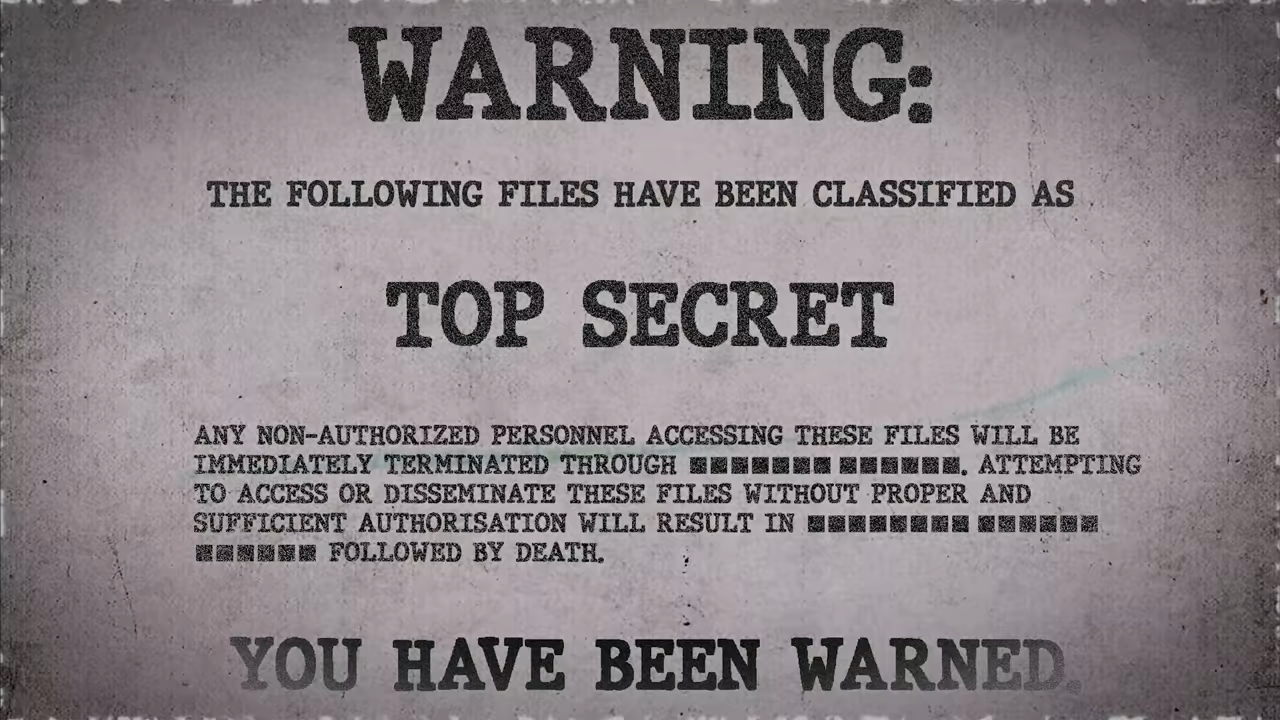 WARNING:
THE FOLLOWING FILES HAVE BEEN CLASSIFIED AS
TOP SECRET
ANY NON-AUTHORIZED PERSONNEL ACCESSING THESE FILES WILL BE
IMMEDIATELY TERMINATED THROUGH ■■■■■■■ ■■■■■■. ATTEMPTING
TO ACCESS OR DISSEMINATE THESE FILES WITHOUT PROPER AND
SUFFICIENT AUTHORISATION WILL RESULT IN ■■■■■■■■ ■■■■■■
■■■■■■ FOLLOWED BY DEATH.
YOU HAVE BEEN WARNED.